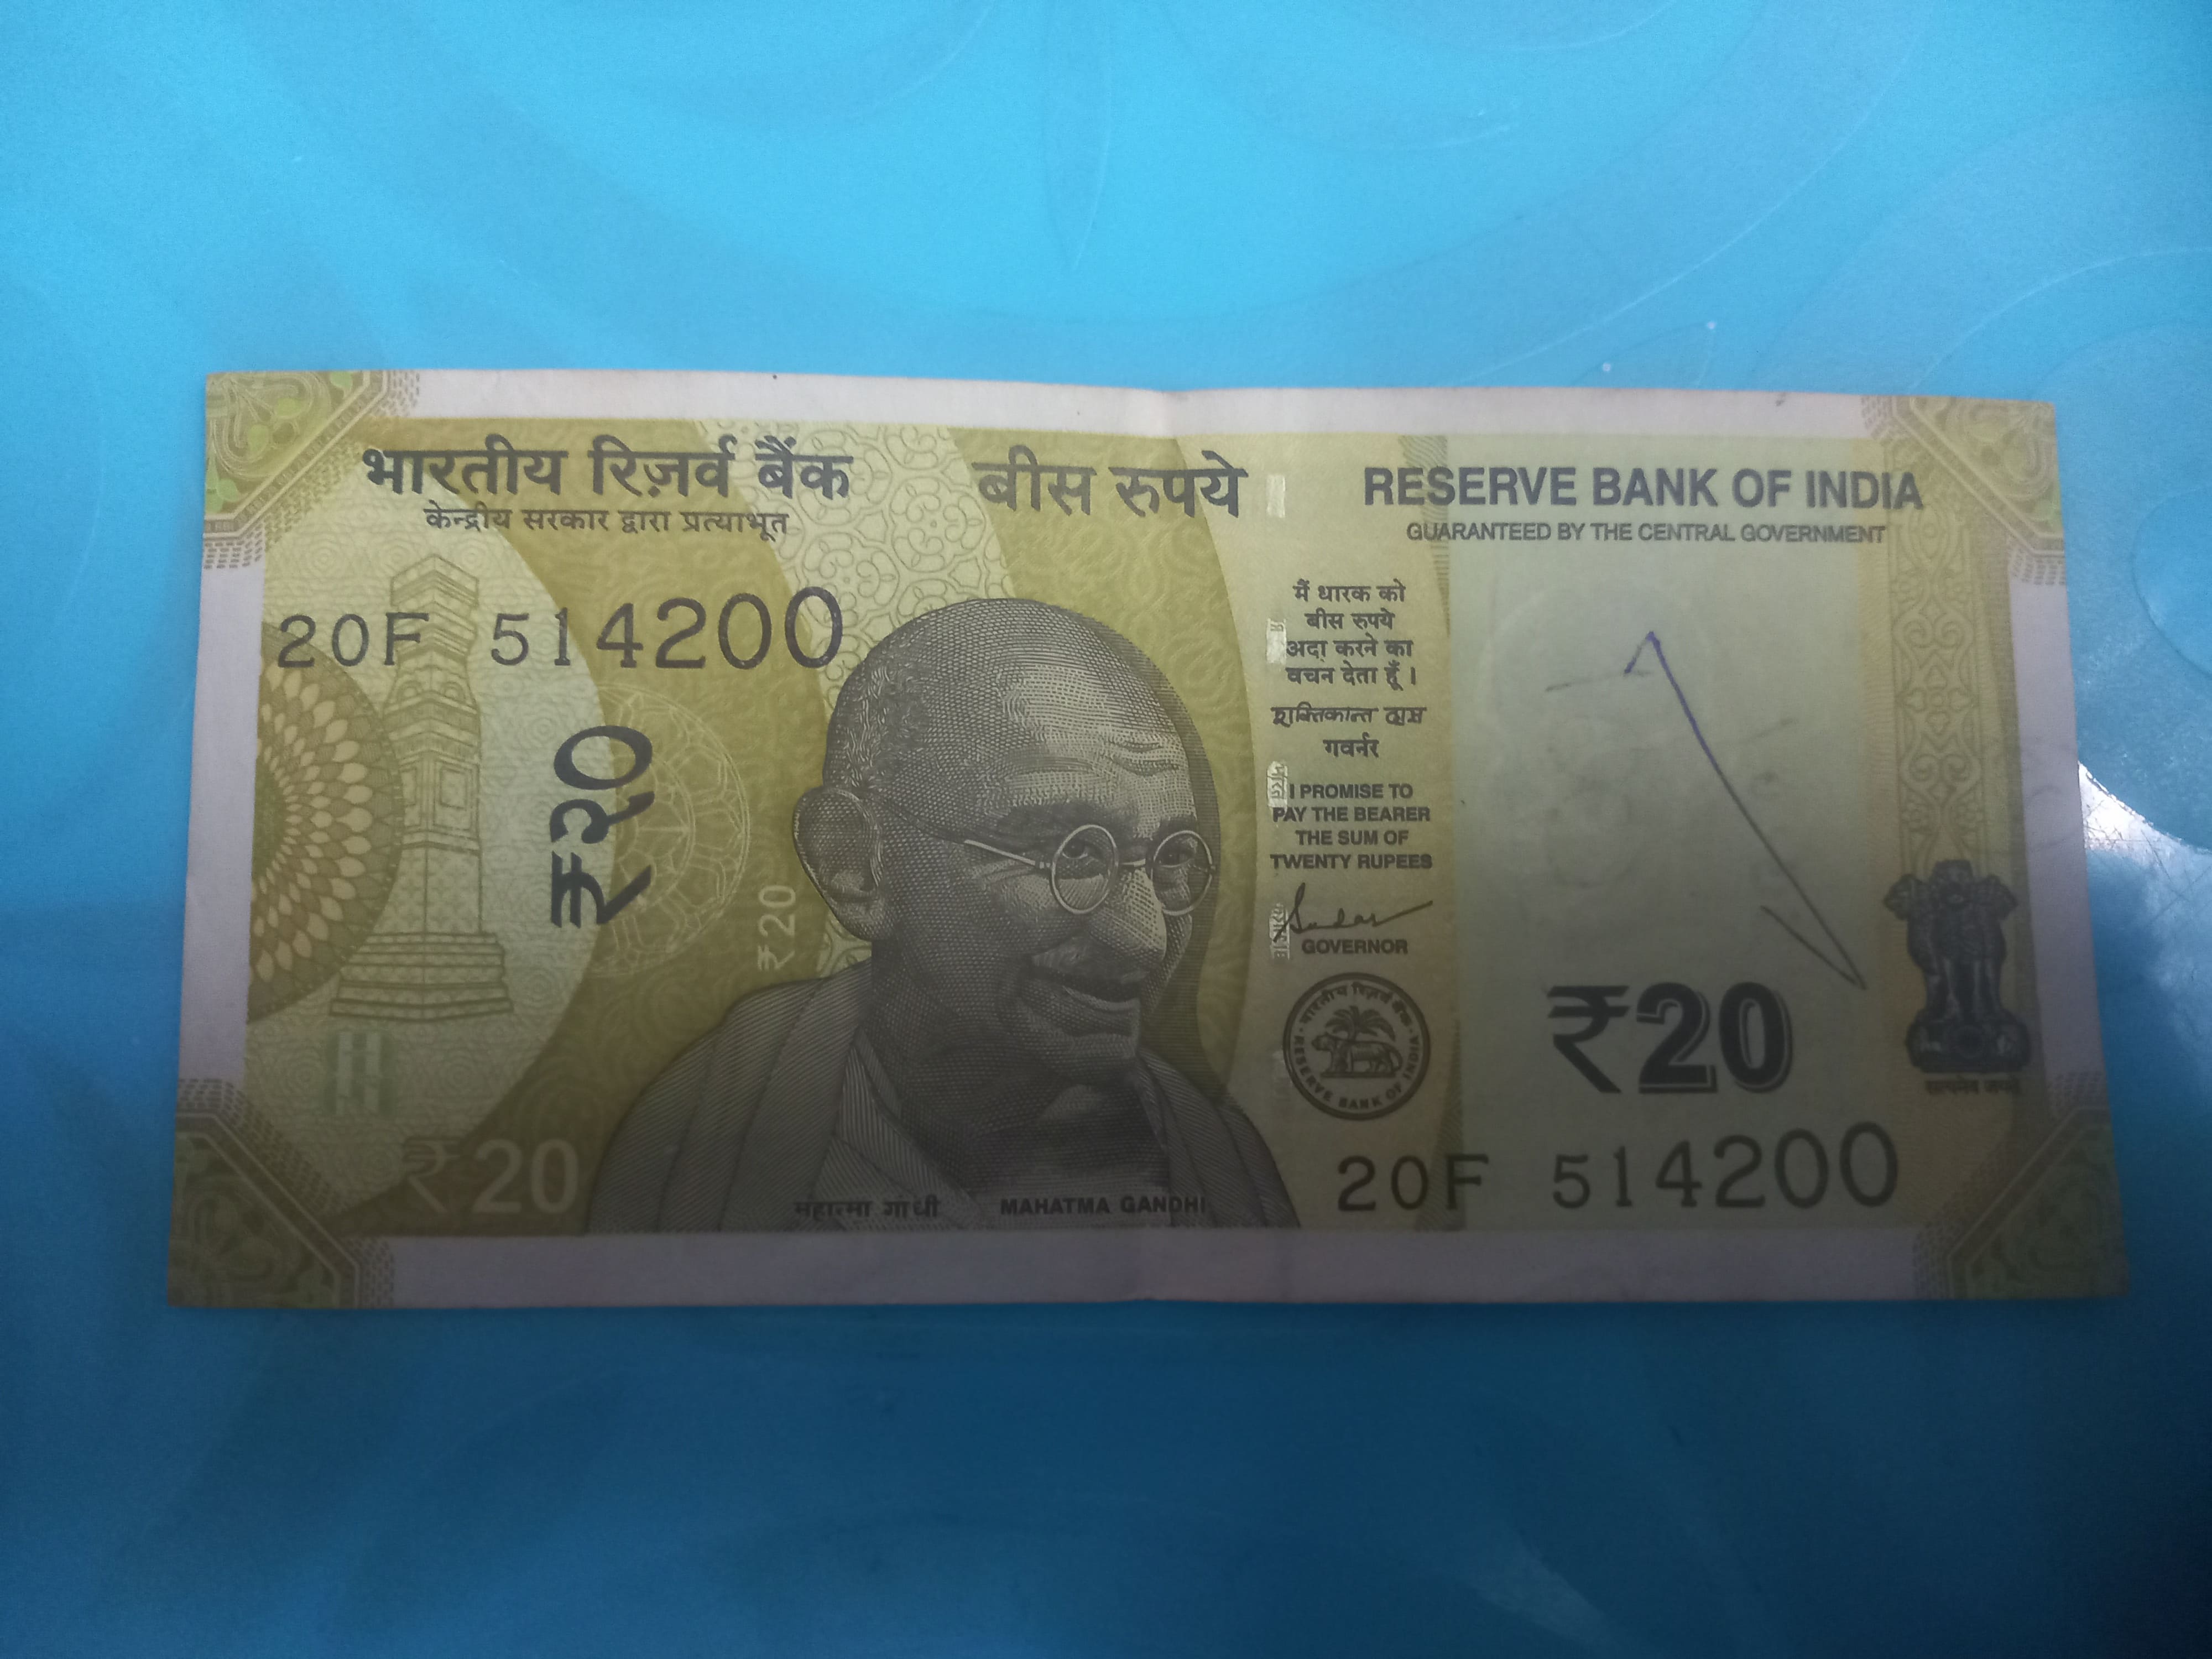 भारतीय रिज़र्व बैंक
केन्द्रीय सरकार द्वारा प्रत्याभूत
बीस रुपये
RESERVE BANK OF INDIA
GUARANTEED BY THE CENTRAL GOVERNMENT
20F 514200
₹२०
₹20
मैं धारक को
बीस रुपये
अदा करने का
वचन देता हूँ ।
शक्तिकान्त दास
गवर्नर
I PROMISE TO
PAY THE BEARER
THE SUM OF
TWENTY RUPEES
GOVERNOR
भारतीय रिज़र्व बैंक
RESERVE BANK OF INDIA
₹20
सत्यमेव जयते
₹20
महात्मा गांधी MAHATMA GANDHI
20F 514200